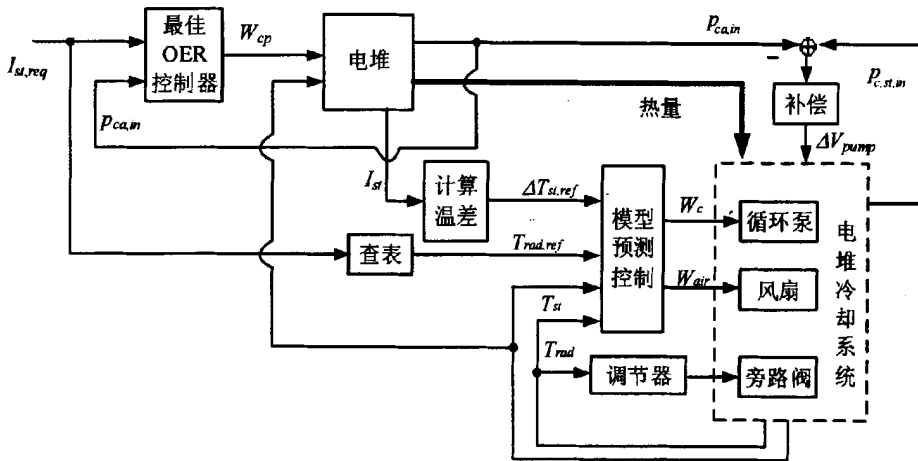 最佳
OER
控制器
W_cp
电堆
p_ca,in
I_st,req
p_c,st,in
补偿
热量
p_ca,in
ΔV_pump
I_st
计算
温差
ΔT_st,ref
模型
预测
控制
W_c
循环泵
电堆冷却系统
查表
T_rad.ref
W_air
风扇
T_st
T_rad
调节器
旁路阀